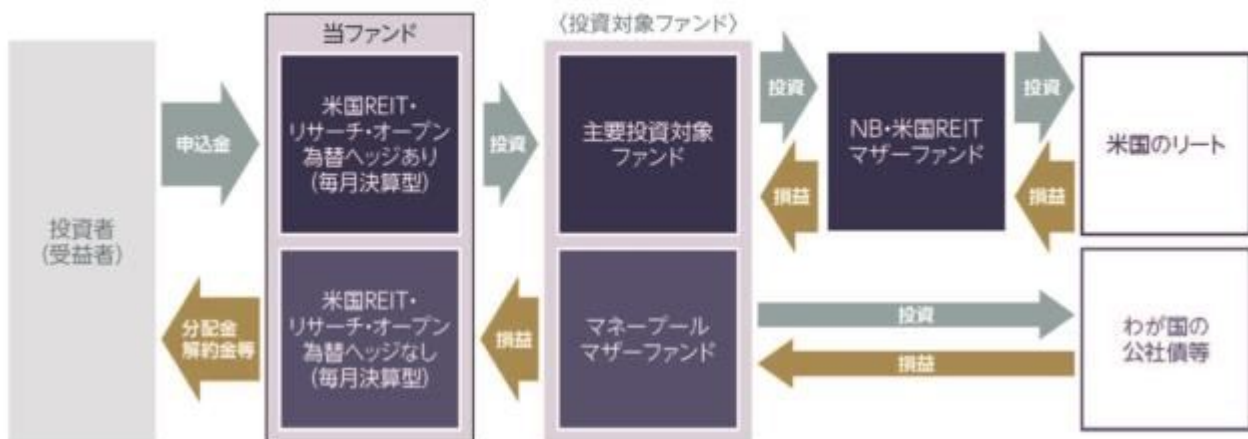 当ファンド
〈投資対象ファンド〉
投資者
(受益者)
申込金
分配金
解約金等
米国REIT・
リサーチ・オープン
為替ヘッジあり
(毎月決算型)
米国REIT・
リサーチ・オープン
為替ヘッジなし
(毎月決算型)
投資
損益
主要投資対象
ファンド
マネープール
マザーファンド
投資
損益
NB・米国REIT
マザーファンド
投資
損益
米国のリート
投資
損益
わが国の
公社債等